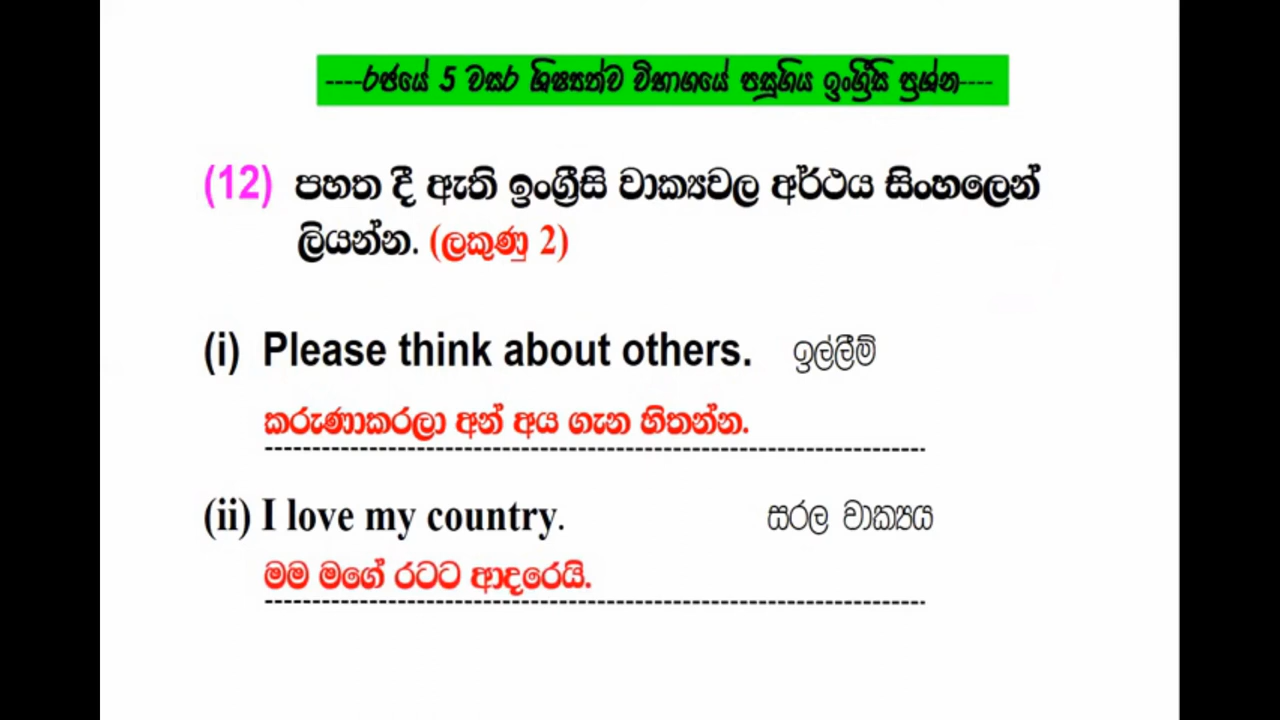 ----රජයේ 5 වසර ශිෂ්‍යත්ව විභාගයේ පසුගිය ඉංග්‍රීසි ප්‍රශ්න----
(12) පහත දී ඇති ඉංග්‍රීසි වාක්‍යවල අර්ථය සිංහලෙන්
ලියන්න. (ලකුණු 2)
(i) Please think about others. ඉල්ලීම්
කරුණාකරලා අන් අය ගැන හිතන්න.
(ii) I love my country. සරල වාක්‍යය
මම මගේ රටට ආදරෙයි.